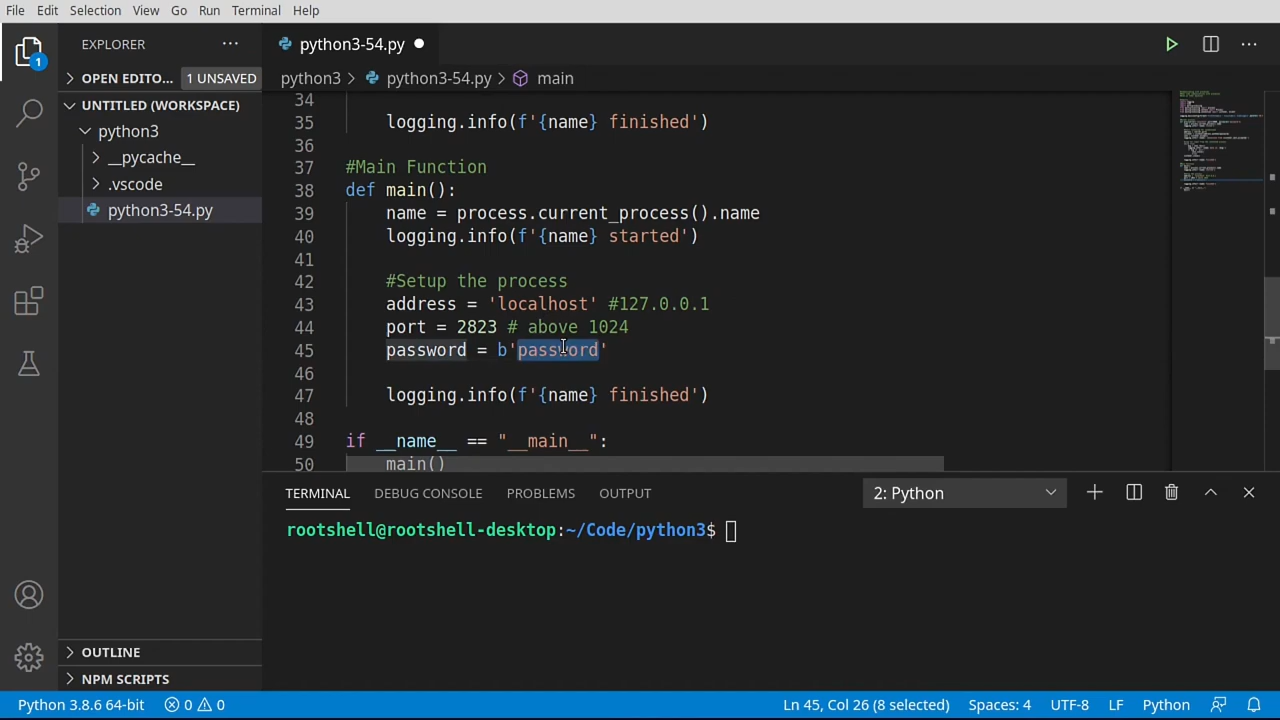 File Edit Selection View Go Run Terminal Help
EXPLORER
OPEN EDITO... 1 UNSAVED
UNTITLED (WORKSPACE)
python3
__pycache__
.vscode
python3-54.py
OUTLINE
NPM SCRIPTS
1
python3-54.py
python3 > python3-54.py > main
34
35 logging.info(f'{name} finished')
36
37 #Main Function
38 def main():
39 name = process.current_process().name
40 logging.info(f'{name} started')
41
42 #Setup the process
43 address = 'localhost' #127.0.0.1
44 port = 2823 # above 1024
45 password = b'password'
46
47 logging.info(f'{name} finished')
48
49 if __name__ == "__main__":
50 main()
TERMINAL DEBUG CONSOLE PROBLEMS OUTPUT 2: Python
rootshell@rootshell-desktop:~/Code/python3$
Python 3.8.6 64-bit 0 0 Ln 45, Col 26 (8 selected) Spaces: 4 UTF-8 LF Python